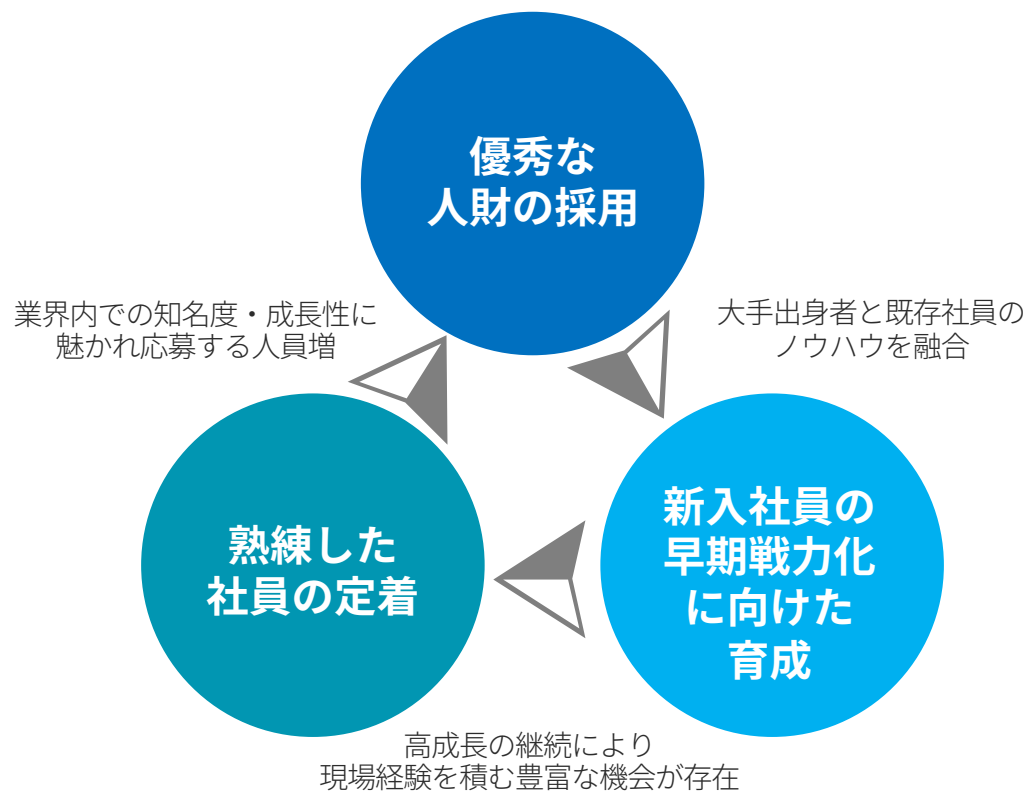 優秀な
人財の採用
業界内での知名度・成長性に
魅かれ応募する人員増
大手出身者と既存社員の
ノウハウを融合
熟練した
社員の定着
新入社員の
早期戦力化
に向けた
育成
高成長の継続により
現場経験を積む豊富な機会が存在